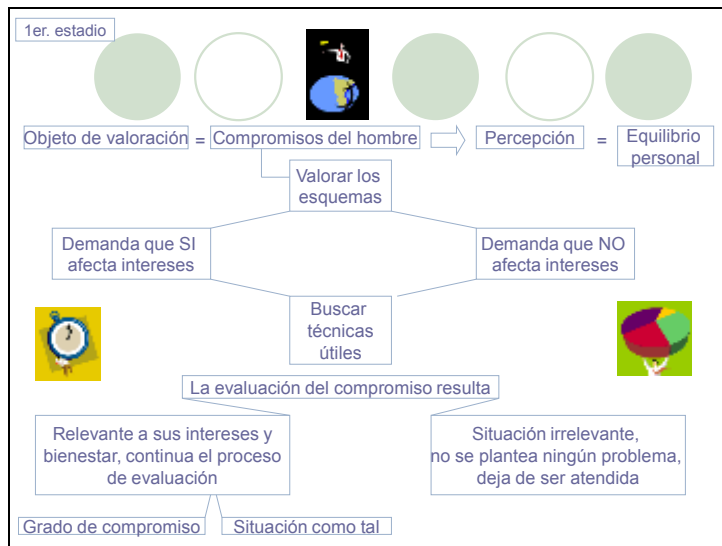 1er. estadio
Objeto de valoración = Compromisos del hombre Percepción = Equilibrio
personal
Valorar los
esquemas
Demanda que SI
afecta intereses
Demanda que NO
afecta intereses
Buscar
técnicas
útiles
La evaluación del compromiso resulta
Relevante a sus intereses y
bienestar, continua el proceso
de evaluación
Situación irrelevante,
no se plantea ningún problema,
deja de ser atendida
Grado de compromiso
Situación como tal